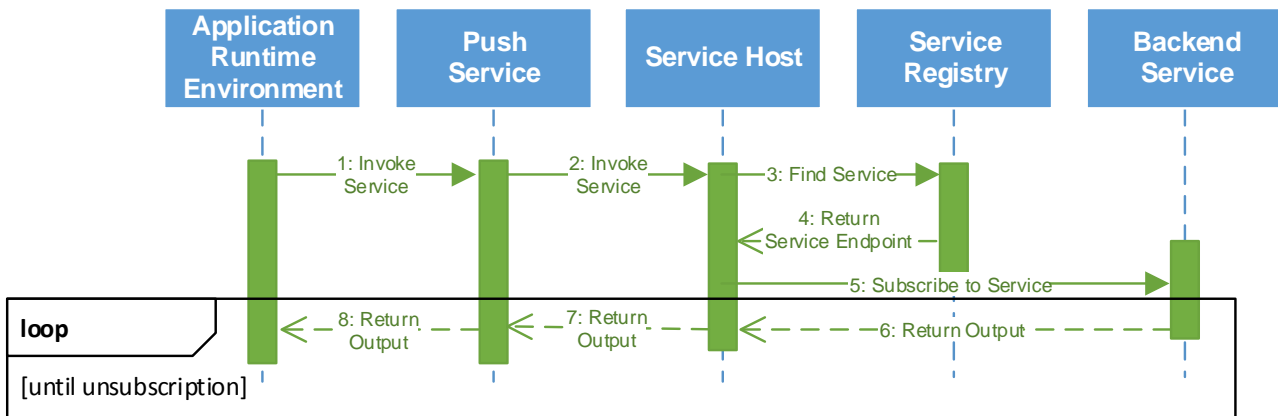 Application
Runtime
Environment
Push
Service
Service Host
Service
Registry
Backend
Service
1: Invoke
Service
2: Invoke
Service
3: Find Service
4: Return
Service Endpoint
5: Subscribe to Service
loop
8: Return
Output
7: Return
Output
6: Return Output
[until unsubscription]